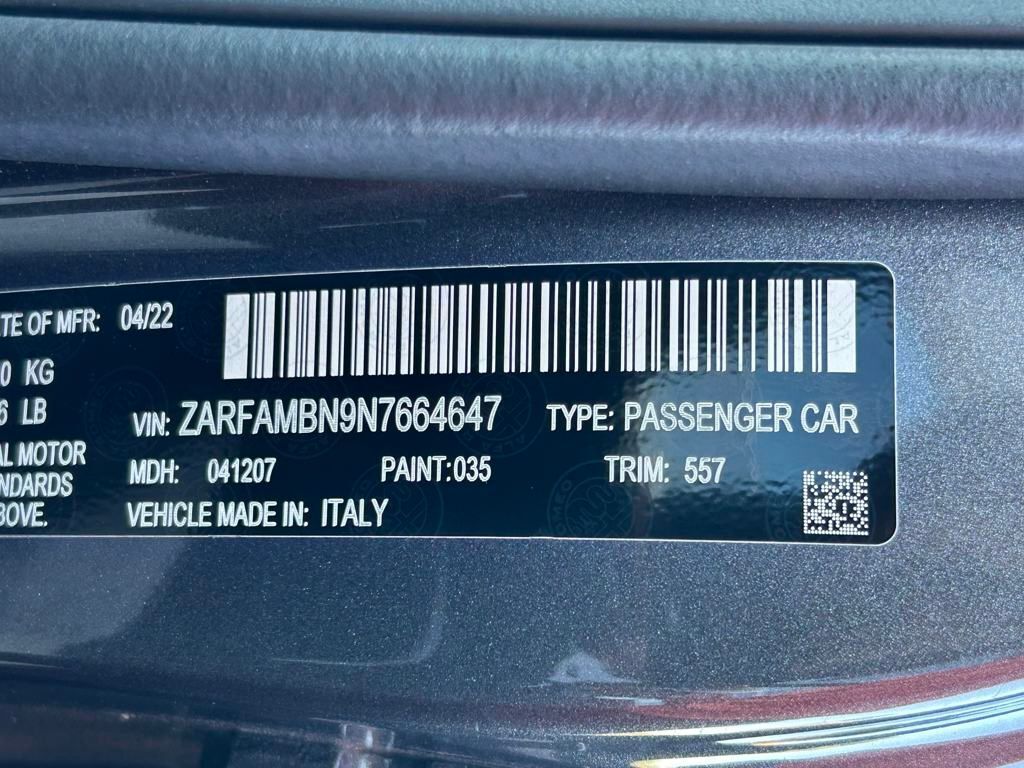 ATE OF MFR: 04/22
0 KG
6 LB
VIN: ZARFAMBN9N7664647 TYPE: PASSENGER CAR
AL MOTOR
MDH: 041207 PAINT: 035 TRIM: 557
NDARDS
BOVE.
VEHICLE MADE IN: ITALY